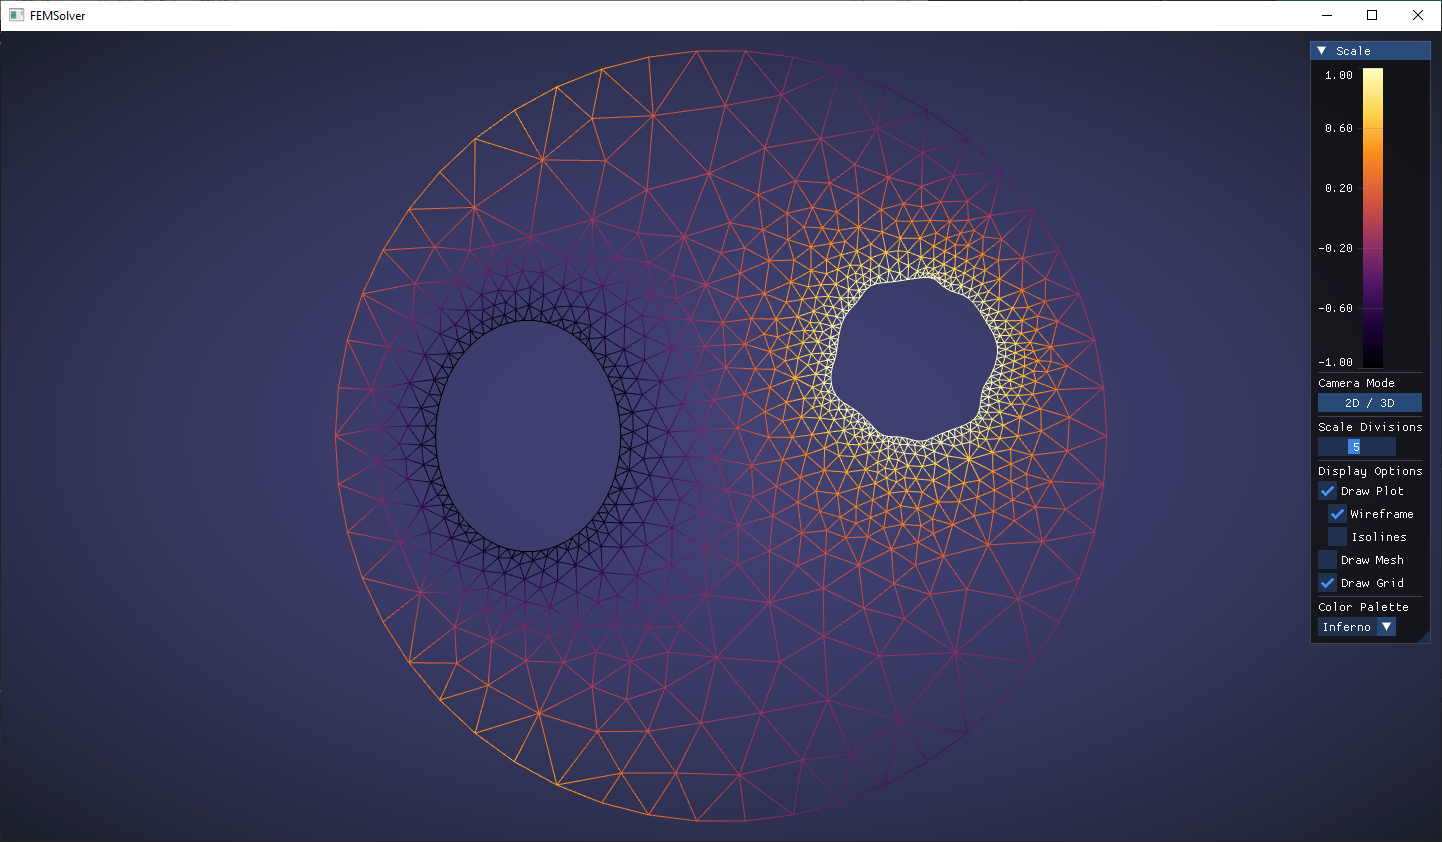 FEMSolver
Scale
1.00
0.60
0.20
-0.20
-0.60
-1.00
Camera Mode
2D / 3D
Scale Divisions
5
Display Options
Draw Plot
Wireframe
Isolines
Draw Mesh
Draw Grid
Color Palette
Inferno